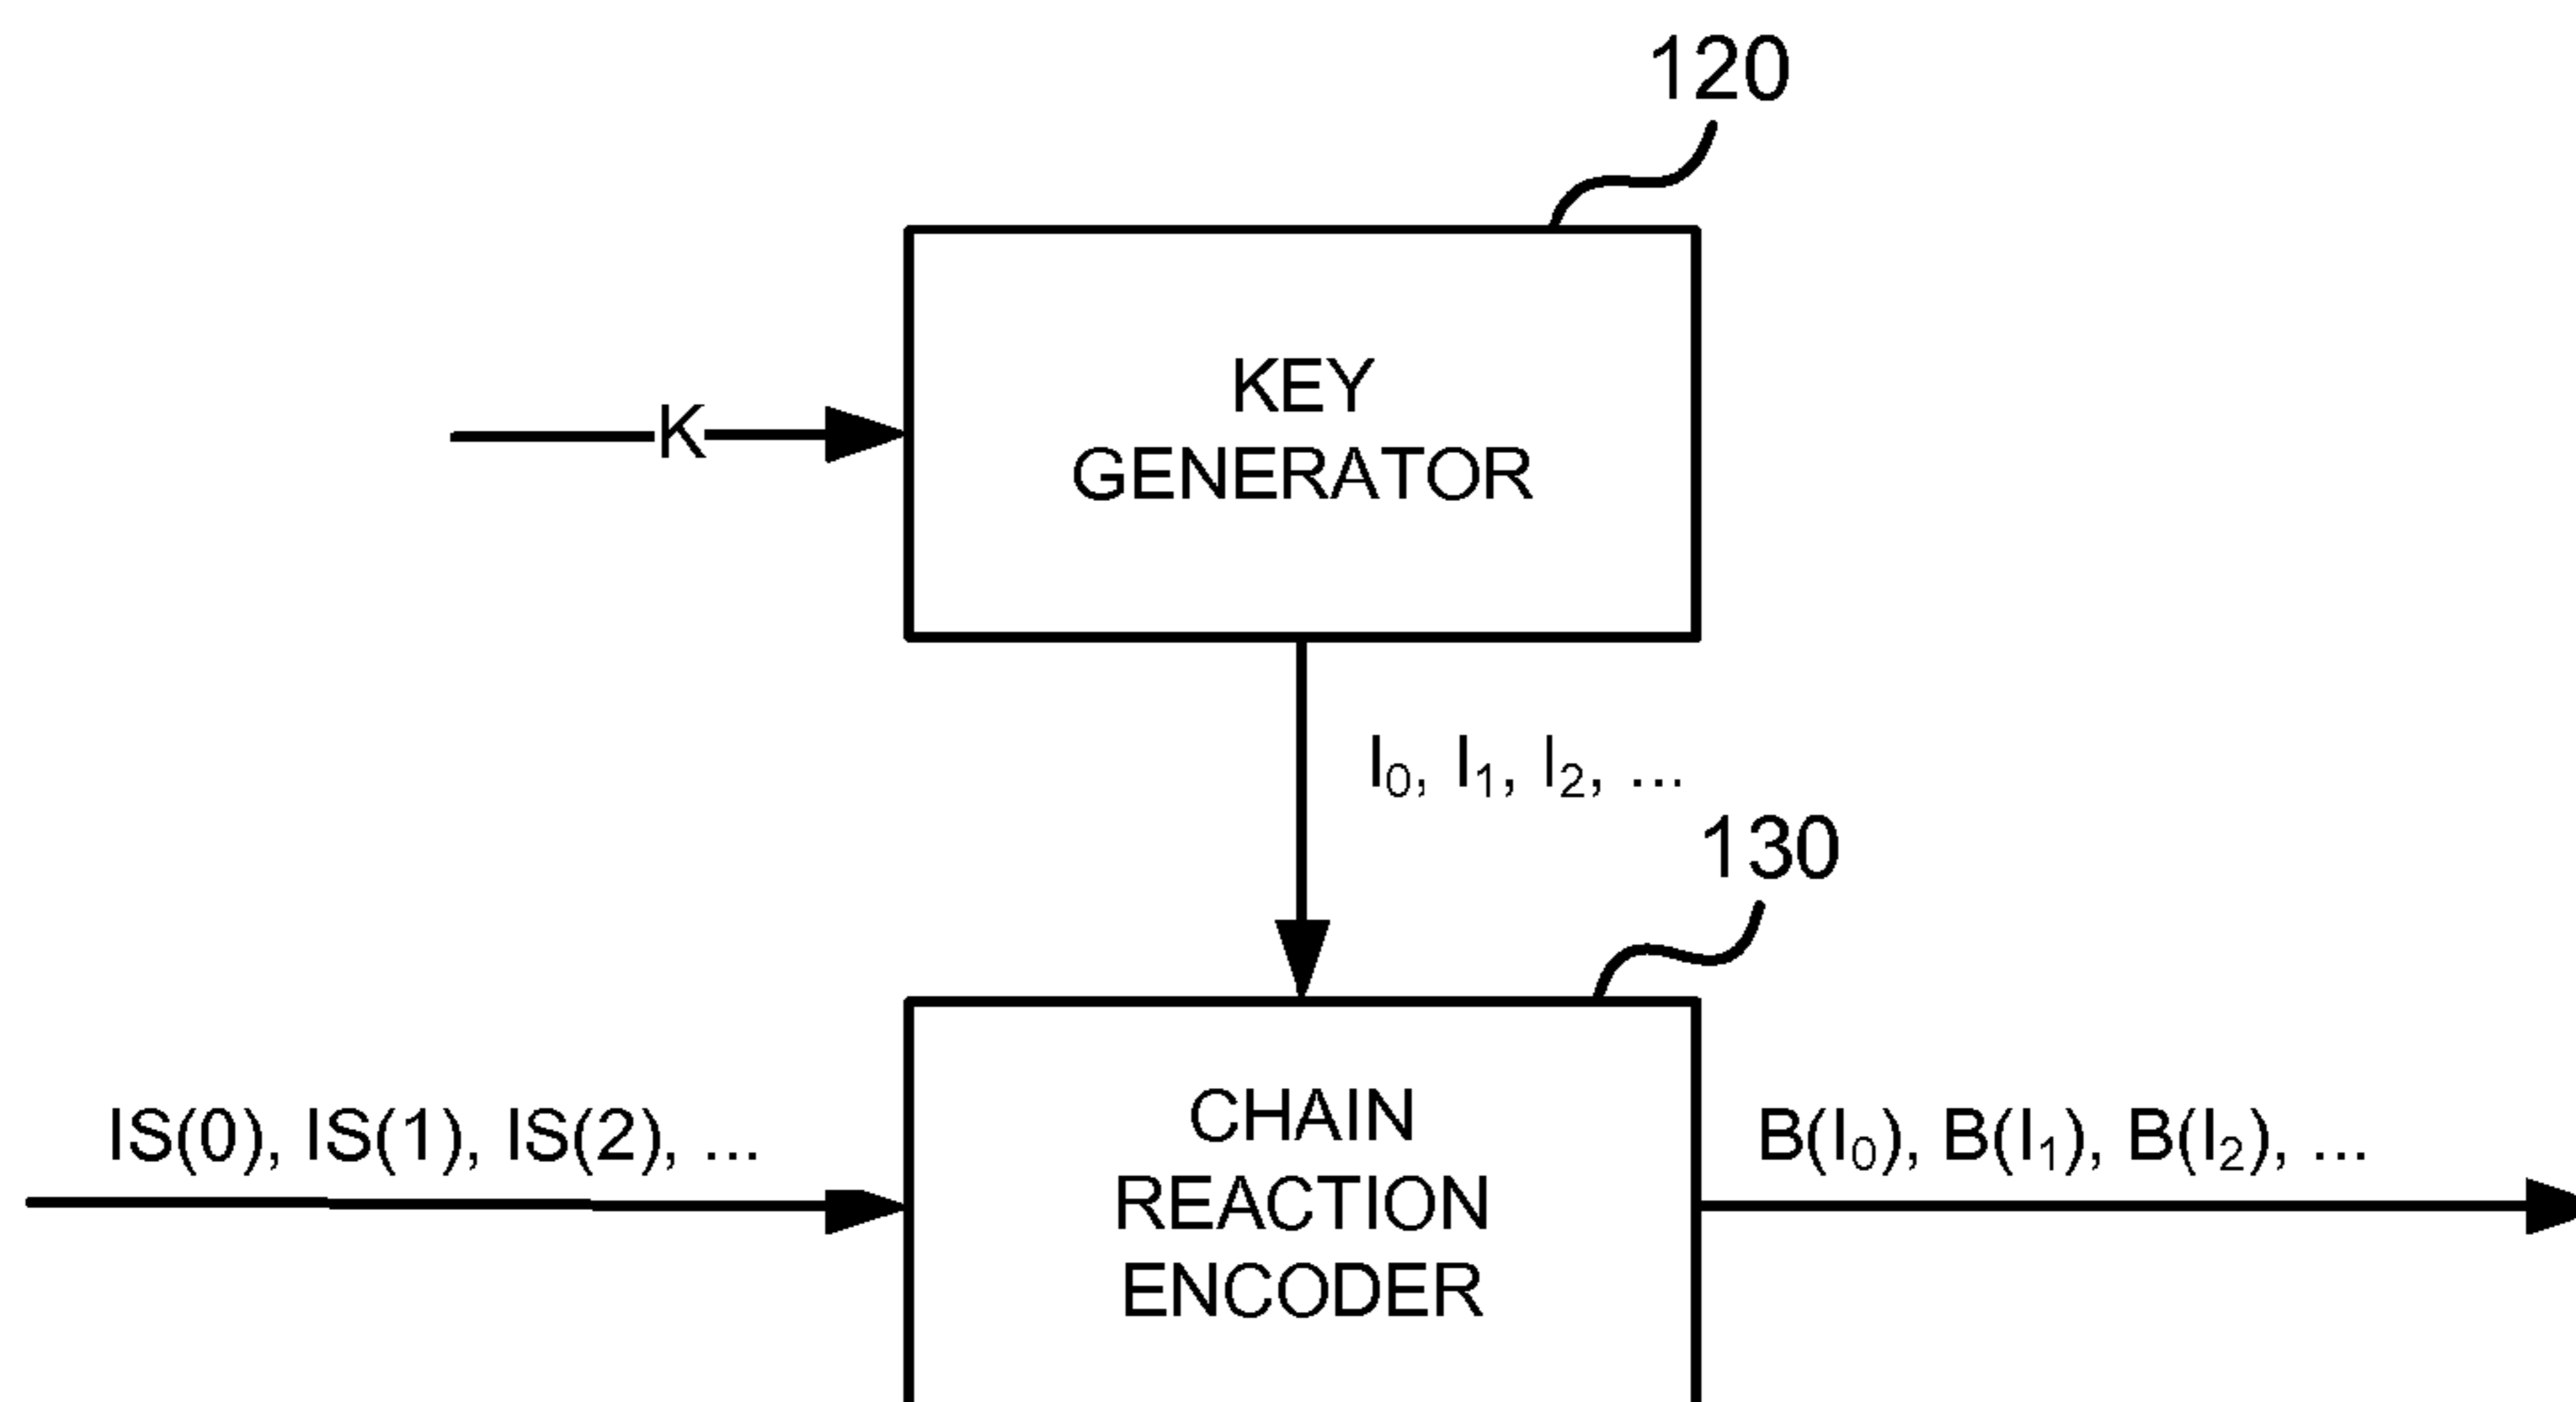 120
KEY
GENERATOR
K
I₀, I₁, I₂, ...
130
CHAIN
REACTION
ENCODER
IS(0), IS(1), IS(2), ...
B(I₀), B(I₁), B(I₂), ...